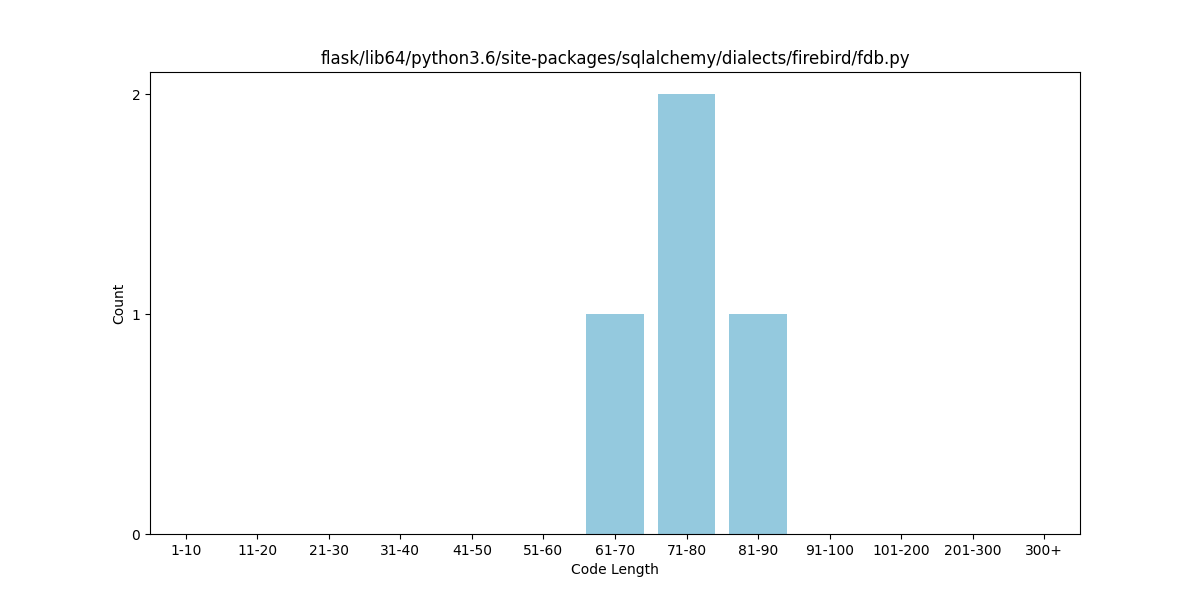 flask/lib64/python3.6/site-packages/sqlalchemy/dialects/firebird/fdb.py
2
1
0
Count
1-10 11-20 21-30 31-40 41-50 51-60 61-70 71-80 81-90 91-100 101-200 201-300 300+
Code Length